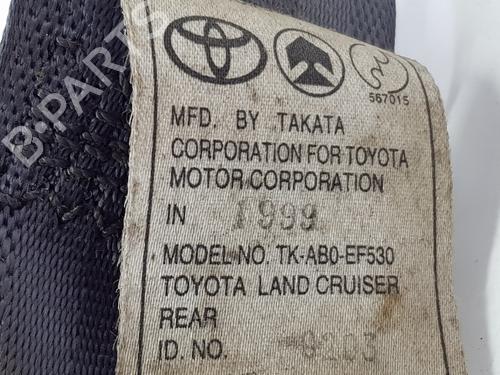 B-PARTS
567015
MFD. BY TAKATA
CORPORATION FOR TOYOTA
MOTOR CORPORATION
IN 1999
MODEL NO. TK-AB0-EF530
TOYOTA LAND CRUISER
REAR
ID. NO.